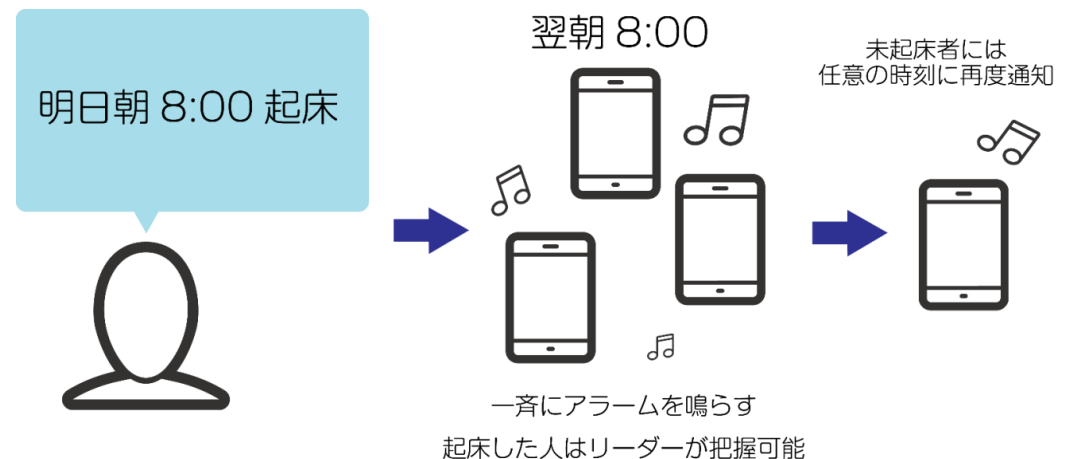 明日朝 8:00 起床
翌朝 8:00
一斉にアラームを鳴らす
起床した人はリーダーが把握可能
未起床者には
任意の時刻に再度通知